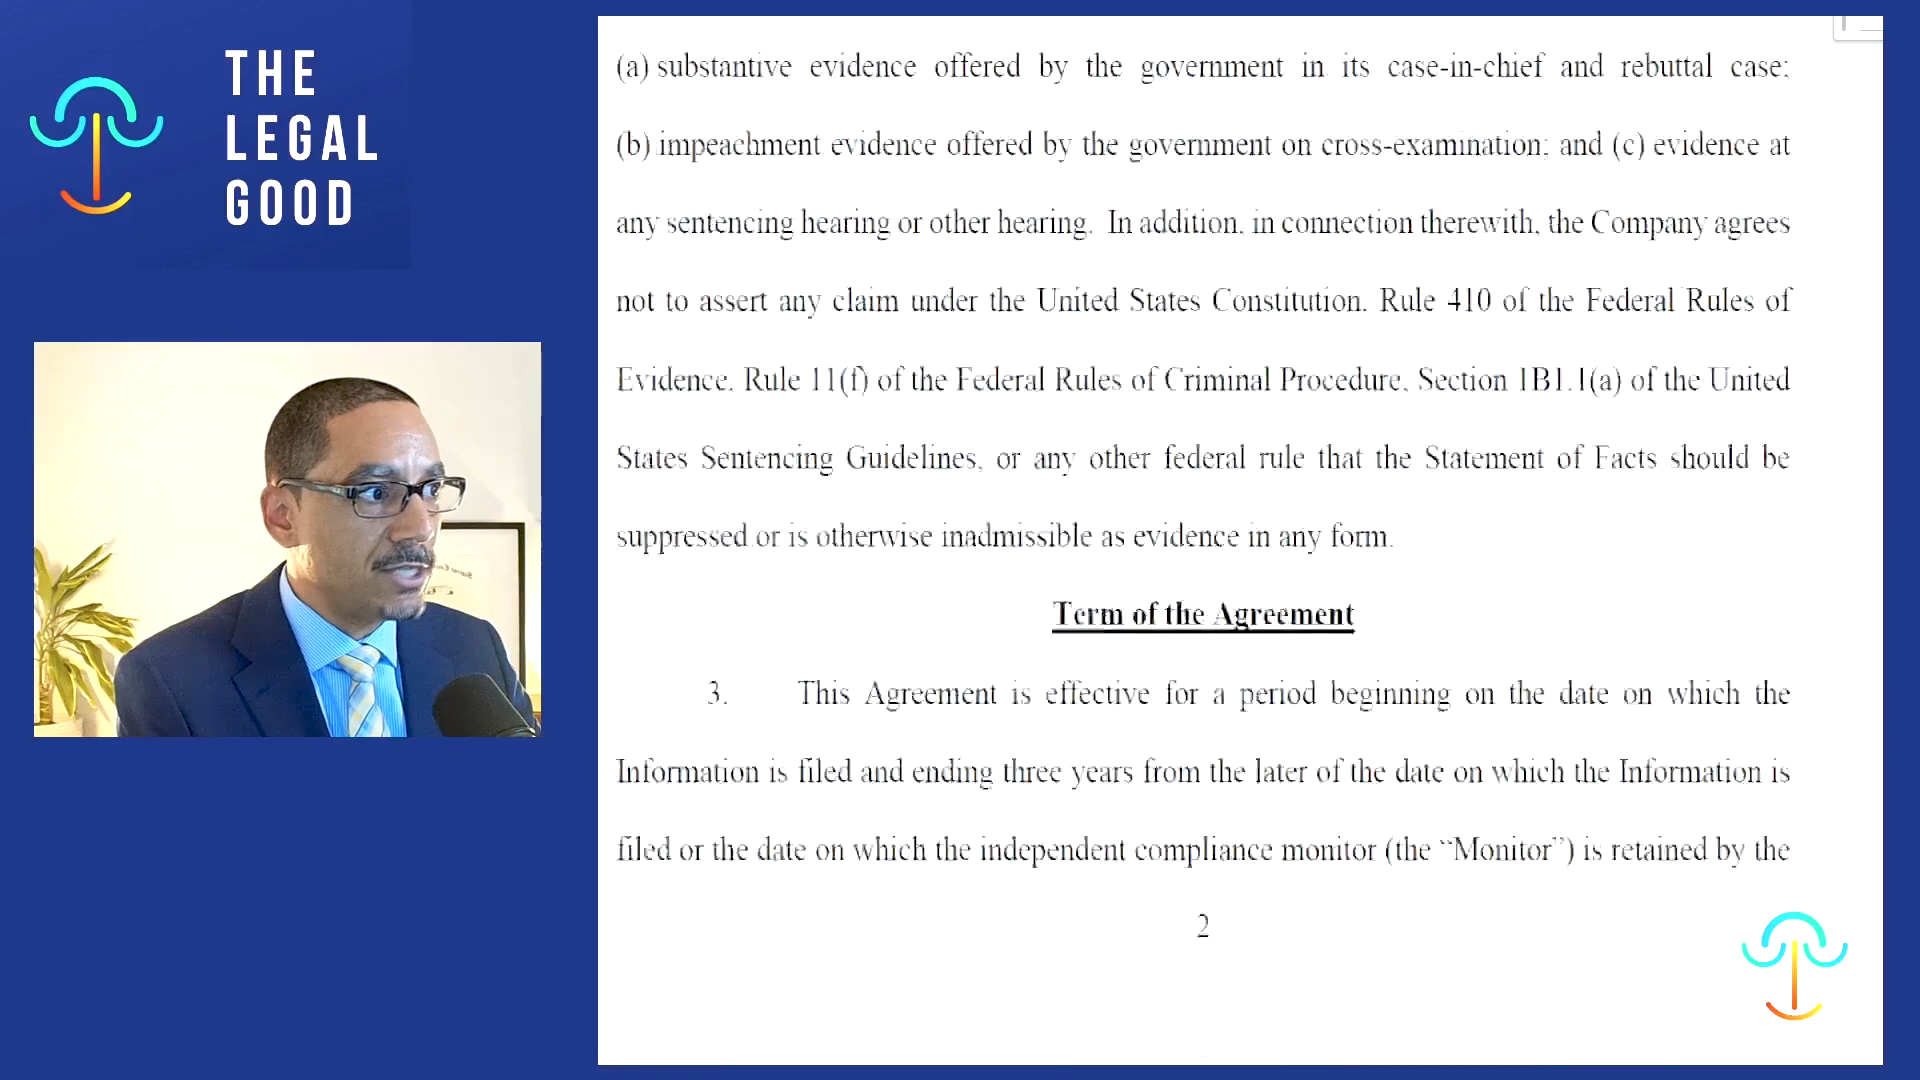 THE
LEGAL
GOOD
(a) substantive evidence offered by the government in its case-in-chief and rebuttal case;
(b) impeachment evidence offered by the government on cross-examination; and (c) evidence at
any sentencing hearing or other hearing. In addition, in connection therewith, the Company agrees
not to assert any claim under the United States Constitution, Rule 410 of the Federal Rules of
Evidence, Rule 11(f) of the Federal Rules of Criminal Procedure, Section 1B1.1(a) of the United
States Sentencing Guidelines, or any other federal rule that the Statement of Facts should be
suppressed or is otherwise inadmissible as evidence in any form.
Term of the Agreement
3. This Agreement is effective for a period beginning on the date on which the
Information is filed and ending three years from the later of the date on which the Information is
filed or the date on which the independent compliance monitor (the “Monitor”) is retained by the
2